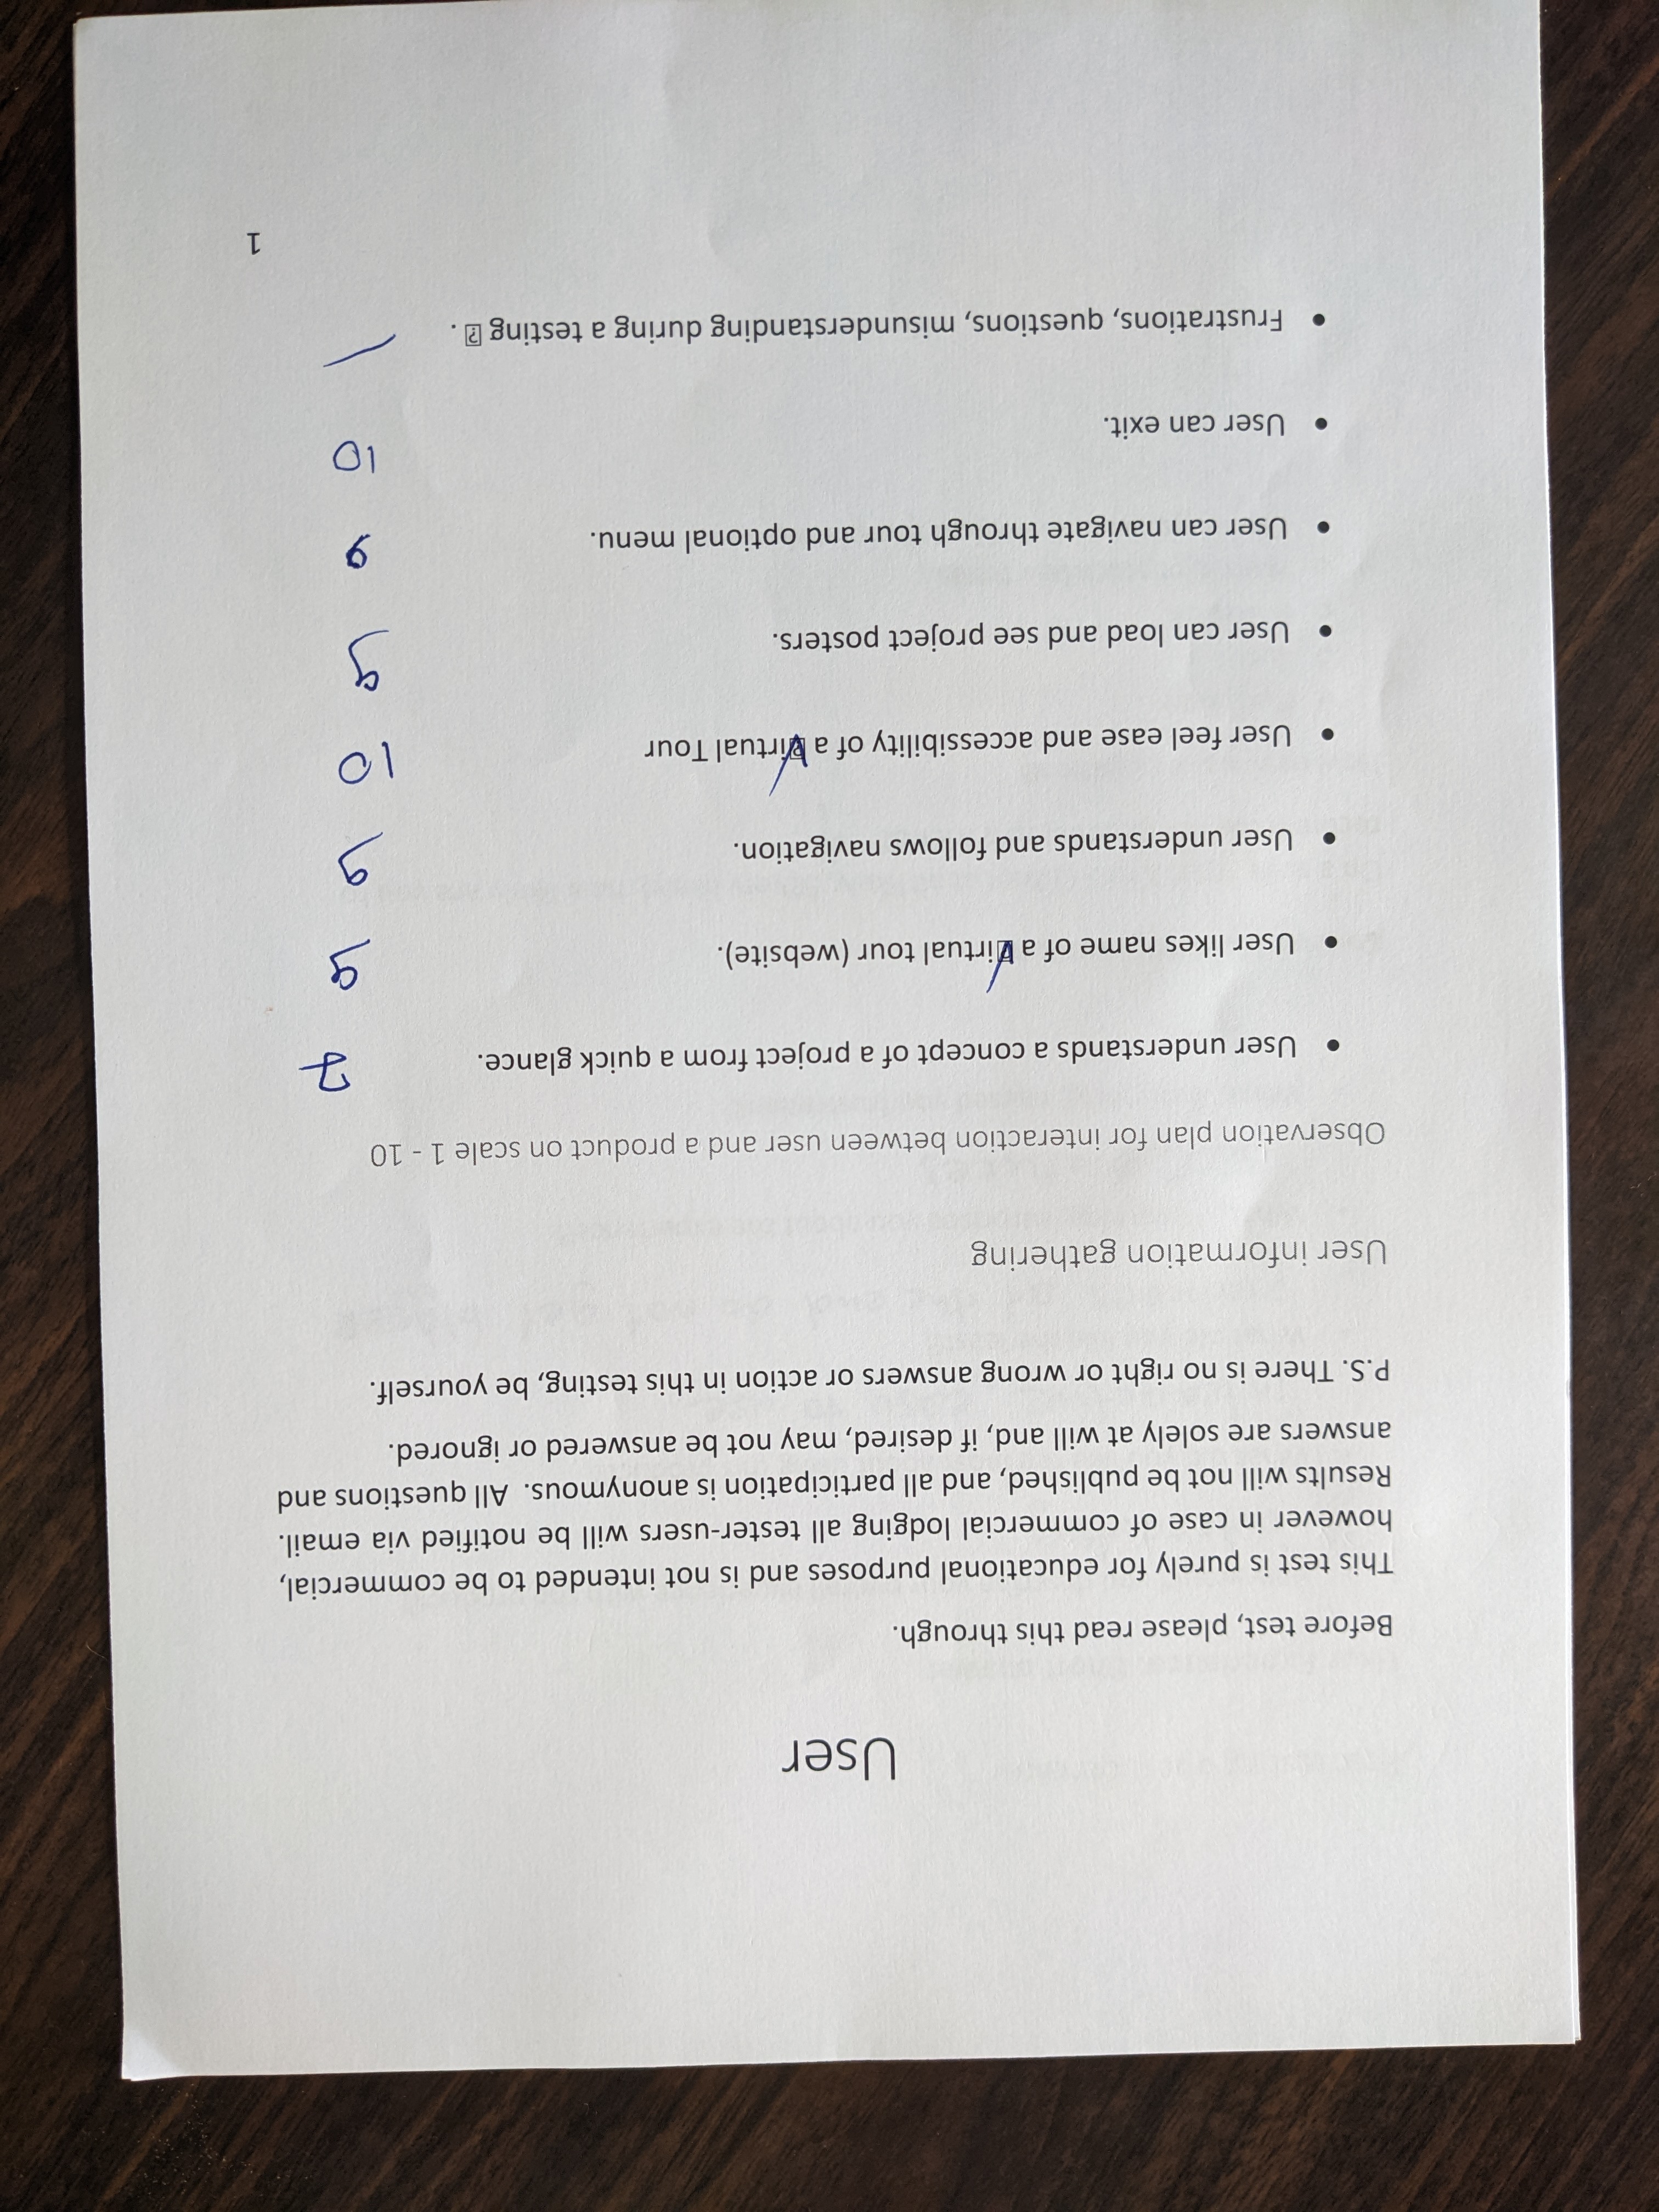 User
Before test, please read this through.
This test is purely for educational purposes and is not intended to be commercial,
however in case of commercial lodging all tester-users will be notified via email.
Results will not be published, and all participation is anonymous. All questions and
answers are solely at will and, if desired, may not be answered or ignored.
P.S. There is no right or wrong answers or action in this testing, be yourself.
User information gathering
Observation plan for interaction between user and a product on scale 1 - 10
• User understands a concept of a project from a quick glance. 7
• User likes name of a Virtual tour (website). 9
• User understands and follows navigation. 9
• User feel ease and accessibility of a Virtual Tour 10
• User can load and see project posters. 9
• User can navigate through tour and optional menu. 9
• User can exit. 10
• Frustrations, questions, misunderstanding during a testing ⍰. —
1